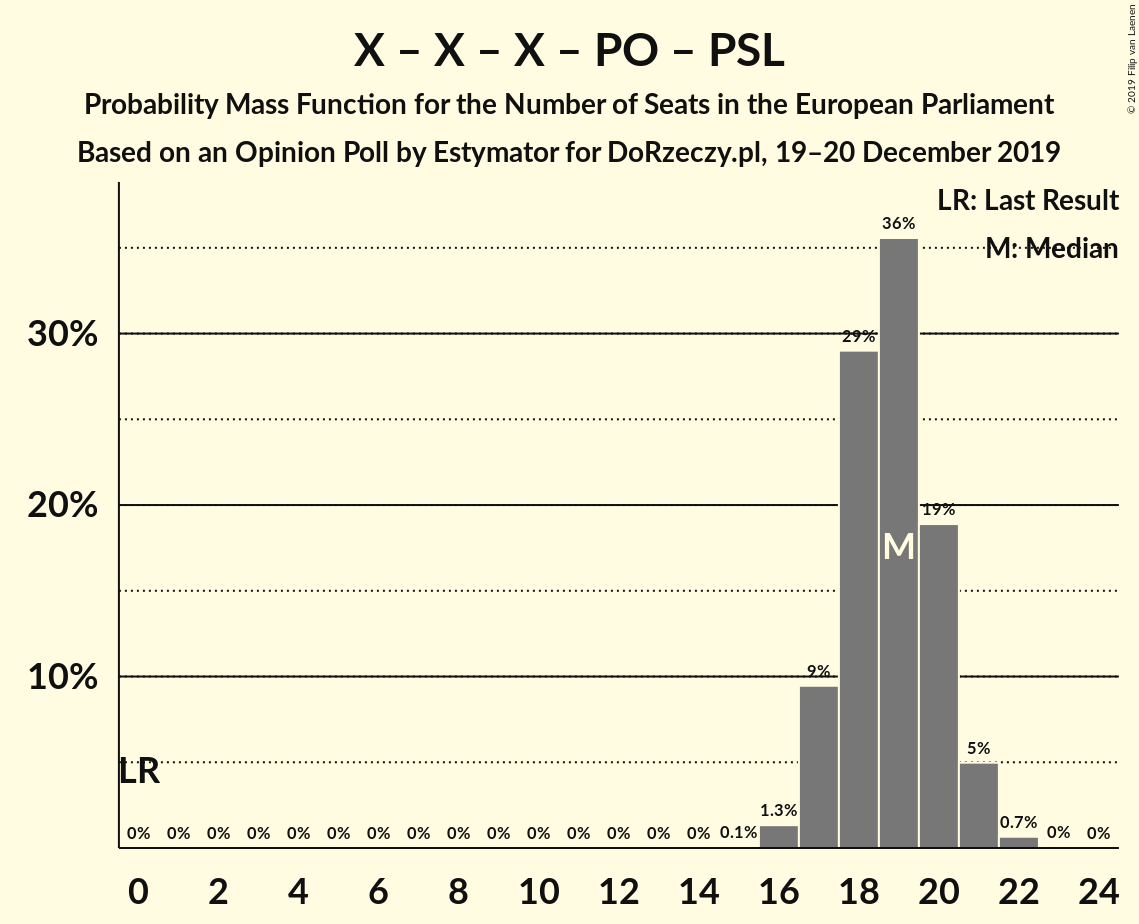 X – X – X – PO – PSL
Probability Mass Function for the Number of Seats in the European Parliament
Based on an Opinion Poll by Estymator for DoRzeczy.pl, 19–20 December 2019
© 2019 Filip van Laenen
LR: Last Result
M: Median
36%
30%
29%
20%
19%
M
10%
9%
5%
LR
1.3%
0.7%
0% 0% 0% 0% 0% 0% 0% 0% 0% 0% 0% 0% 0% 0% 0% 0.1% 0% 0%
0 2 4 6 8 10 12 14 16 18 20 22 24